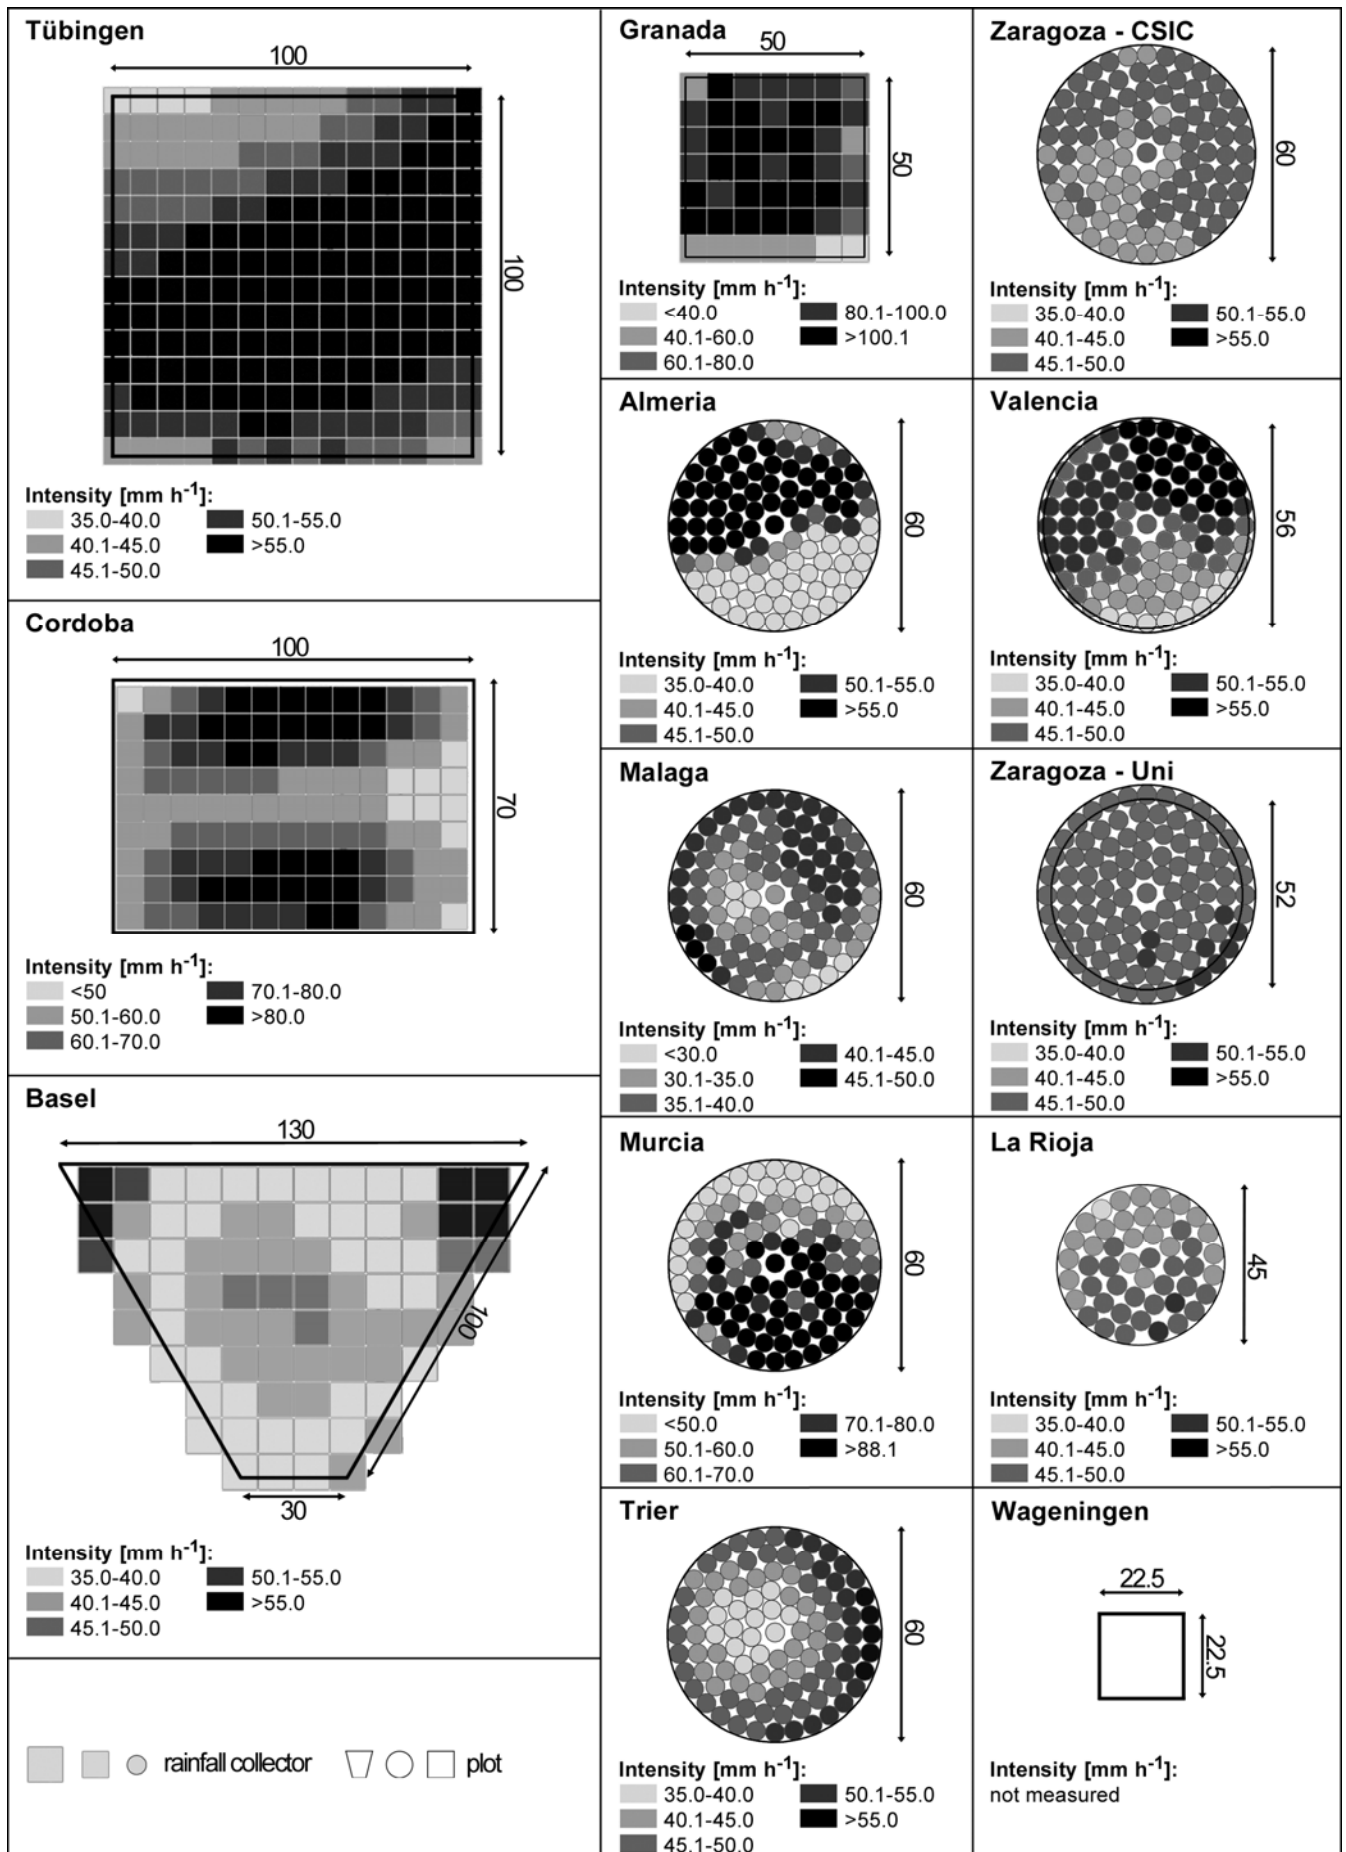 Tübingen
100
100
Intensity [mm h-1]:
35.0-40.0
50.1-55.0
40.1-45.0
>55.0
45.1-50.0
Cordoba
100
70
Intensity [mm h-1]:
<50
70.1-80.0
50.1-60.0
>80.0
60.1-70.0
Basel
130
100
30
Intensity [mm h-1]:
35.0-40.0
50.1-55.0
40.1-45.0
>55.0
45.1-50.0
rainfall collector
plot
Granada
50
50
Intensity [mm h-1]:
<40.0
80.1-100.0
40.1-60.0
>100.1
60.1-80.0
Almeria
60
Intensity [mm h-1]:
35.0-40.0
50.1-55.0
40.1-45.0
>55.0
45.1-50.0
Malaga
60
Intensity [mm h-1]:
<30.0
40.1-45.0
30.1-35.0
45.1-50.0
35.1-40.0
Murcia
60
Intensity [mm h-1]:
<50.0
70.1-80.0
50.1-60.0
>88.1
60.1-70.0
Trier
60
Intensity [mm h-1]:
35.0-40.0
50.1-55.0
40.1-45.0
>55.0
45.1-50.0
Zaragoza - CSIC
60
Intensity [mm h-1]:
35.0-40.0
50.1-55.0
40.1-45.0
>55.0
45.1-50.0
Valencia
56
Intensity [mm h-1]:
35.0-40.0
50.1-55.0
40.1-45.0
>55.0
45.1-50.0
Zaragoza - Uni
52
Intensity [mm h-1]:
35.0-40.0
50.1-55.0
40.1-45.0
>55.0
45.1-50.0
La Rioja
45
Intensity [mm h-1]:
35.0-40.0
50.1-55.0
40.1-45.0
>55.0
45.1-50.0
Wageningen
22.5
22.5
Intensity [mm h-1]:
not measured